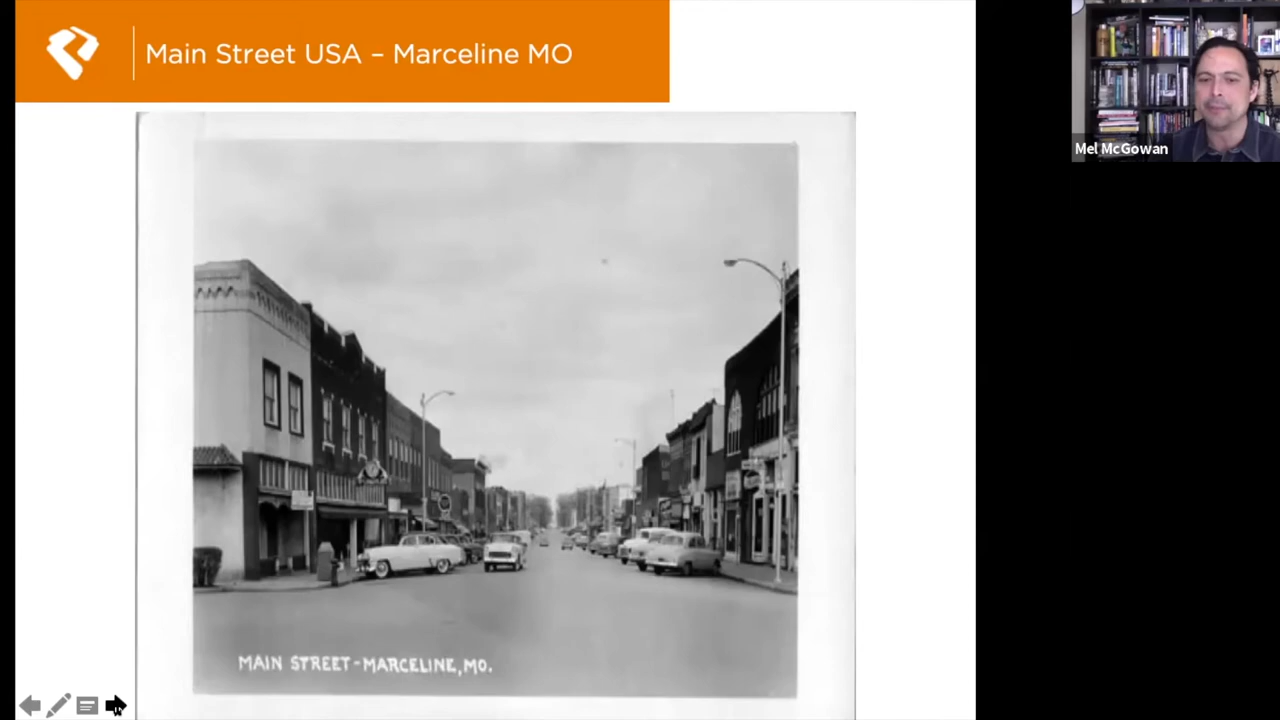 Main Street USA – Marceline MO
Mel McGowan
MAIN STREET-MARCELINE, MO.